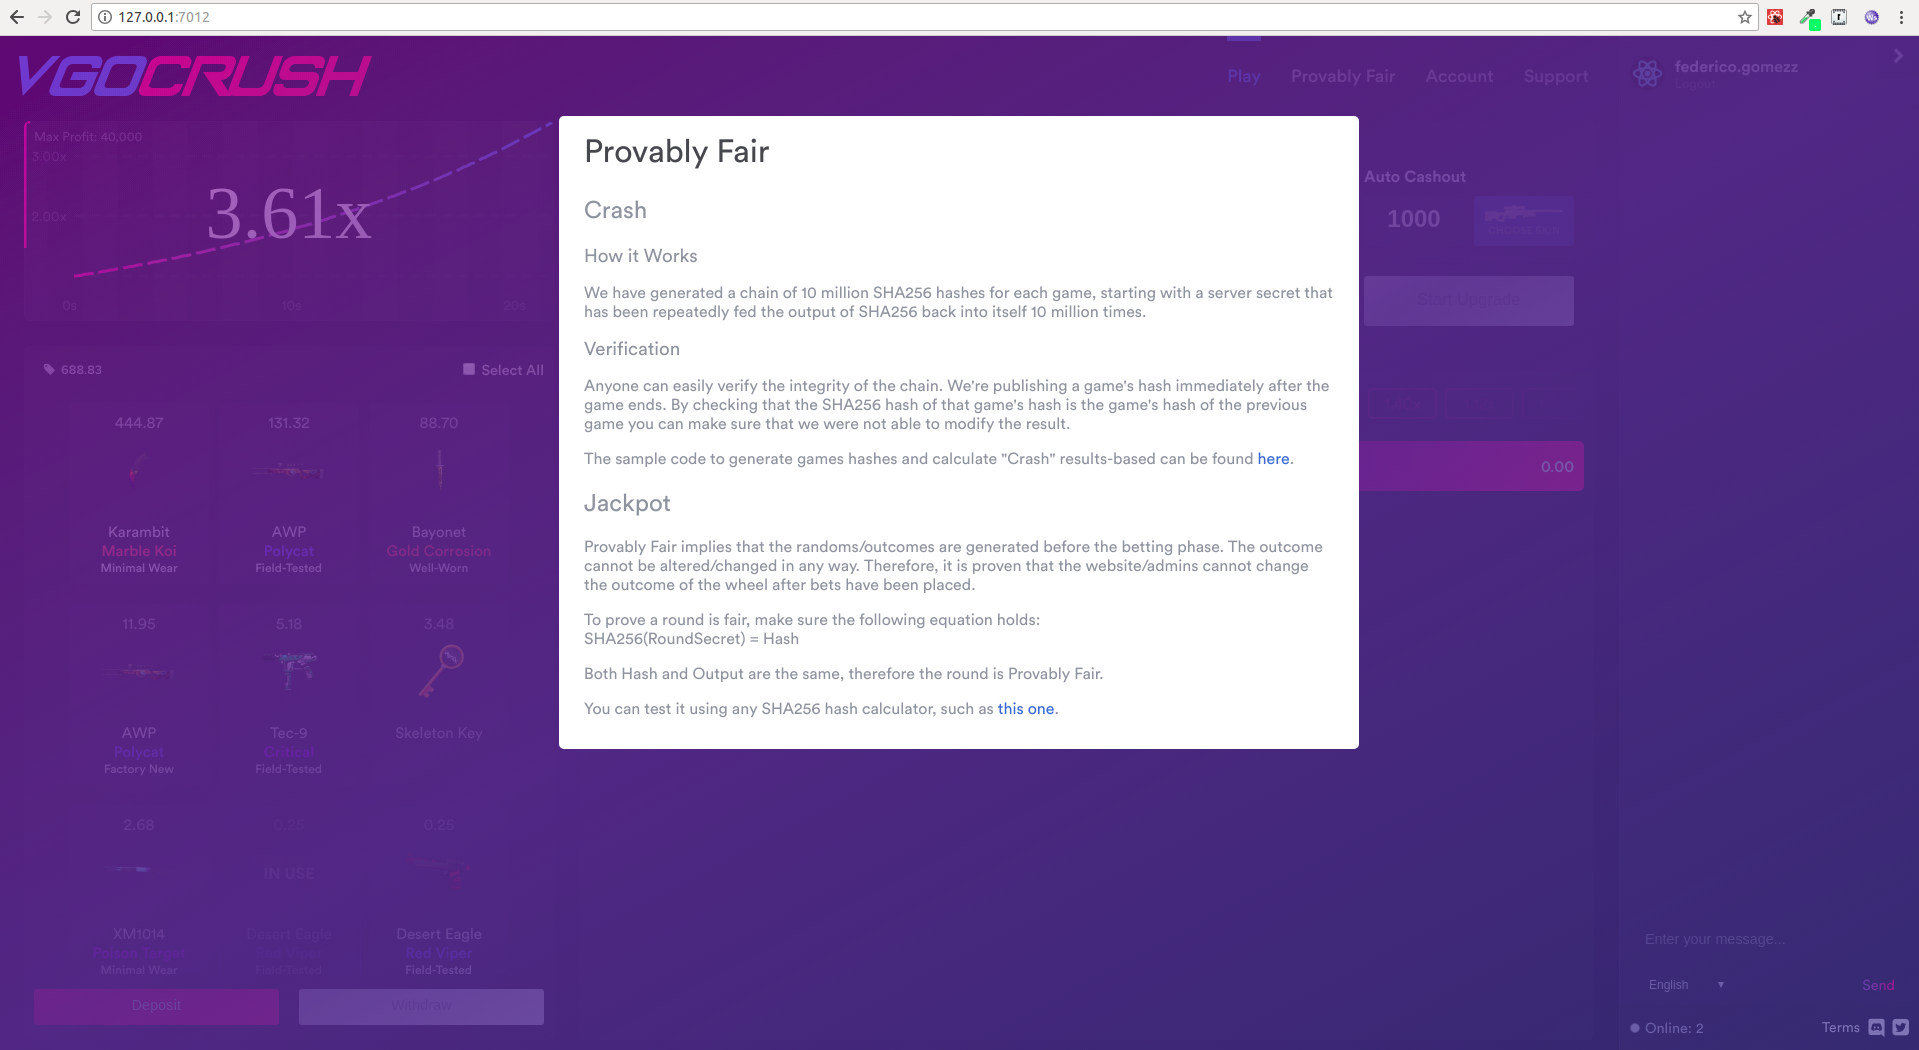 127.0.0.1:7012
VGOCRUSH
Play
Provably Fair
Account
Support
federico.gomezz
Logout
Max Profit: 40,000
3.00x
2.00x
3.61x
0s
10s
20s
Provably Fair
Crash
How it Works
We have generated a chain of 10 million SHA256 hashes for each game, starting with a server secret that
has been repeatedly fed the output of SHA256 back into itself 10 million times.
Verification
Anyone can easily verify the integrity of the chain. We're publishing a game's hash immediately after the
game ends. By checking that the SHA256 hash of that game's hash is the game's hash of the previous
game you can make sure that we were not able to modify the result.
The sample code to generate games hashes and calculate "Crash" results-based can be found here.
Jackpot
Provably Fair implies that the randoms/outcomes are generated before the betting phase. The outcome
cannot be altered/changed in any way. Therefore, it is proven that the website/admins cannot change
the outcome of the wheel after bets have been placed.
To prove a round is fair, make sure the following equation holds:
SHA256(RoundSecret) = Hash
Both Hash and Output are the same, therefore the round is Provably Fair.
You can test it using any SHA256 hash calculator, such as this one.
Auto Cashout
1000
CHOOSE SKIN
Start Upgrade
0.00
688.83
Select All
444.87
131.32
88.70
Karambit
Marble Koi
Minimal Wear
AWP
Polycat
Field-Tested
Bayonet
Gold Corrosion
Well-Worn
11.95
5.18
3.48
AWP
Polycat
Factory New
Tec-9
Critical
Field-Tested
Skeleton Key
2.68
0.25
0.25
IN USE
XM1014
Poison Target
Minimal Wear
Desert Eagle
Field-Tested
Desert Eagle
Red Viper
Field-Tested
Deposit
Withdraw
Enter your message...
English
Send
Online: 2
Terms